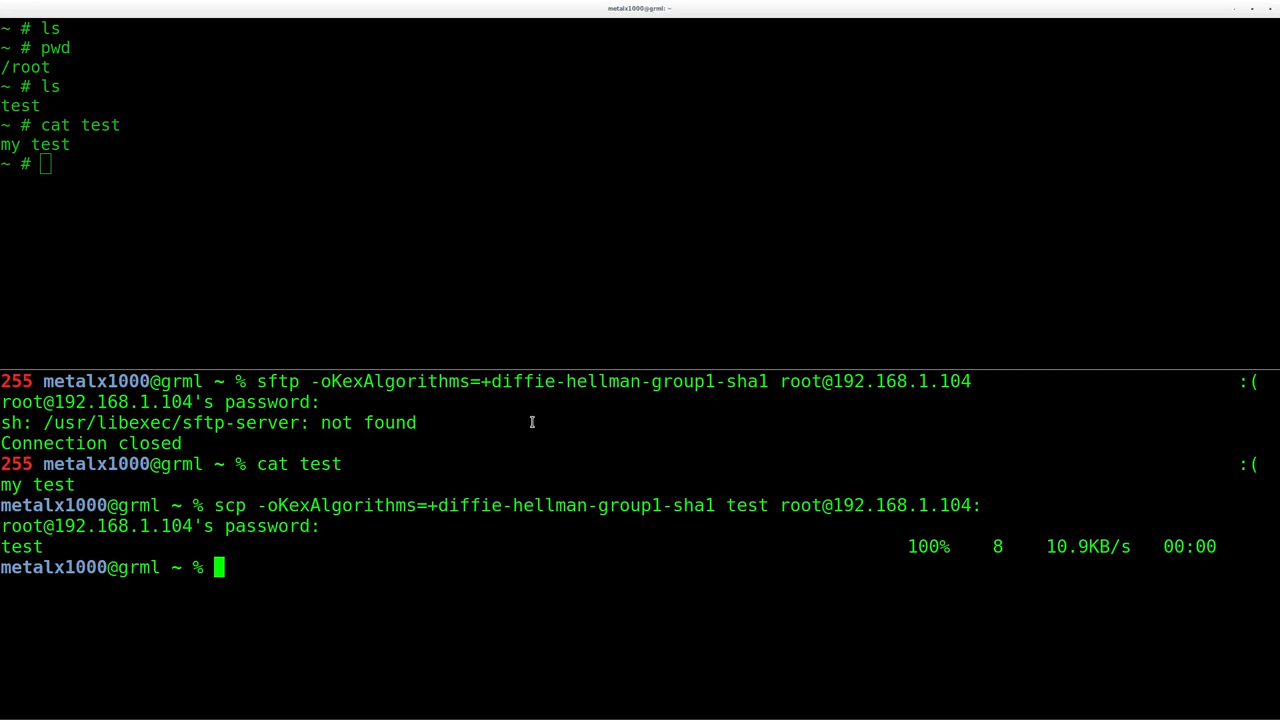 metalx1000@grml: ~
~ # ls
~ # pwd
/root
~ # ls
test
~ # cat test
my test
~ #
255 metalx1000@grml ~ % sftp -oKexAlgorithms=+diffie-hellman-group1-sha1 root@192.168.1.104 :(
root@192.168.1.104's password:
sh: /usr/libexec/sftp-server: not found
Connection closed
255 metalx1000@grml ~ % cat test :(
my test
metalx1000@grml ~ % scp -oKexAlgorithms=+diffie-hellman-group1-sha1 test root@192.168.1.104:
root@192.168.1.104's password:
test 100% 8 10.9KB/s 00:00
metalx1000@grml ~ %